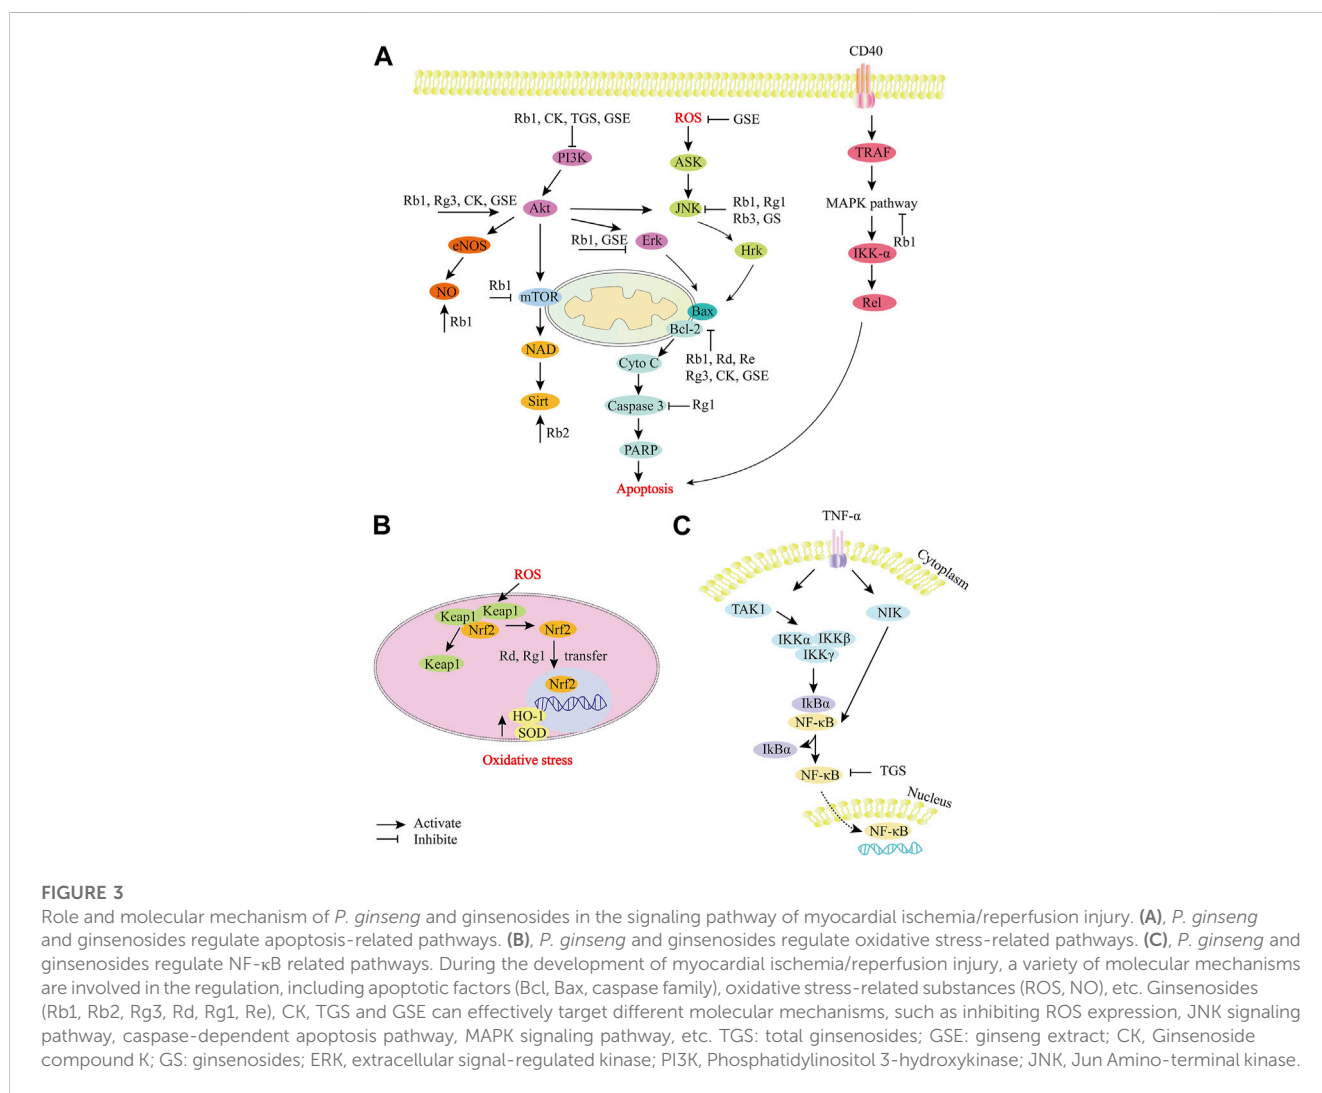 A
CD40
Rb1, CK, TGS, GSE
ROS
GSE
PI3K
ASK
TRAF
Rb1, Rg3, CK, GSE
Akt
JNK
Rb1, Rg1
Rb3, GS
MAPK pathway
eNOS
Rb1, GSE
Erk
Hrk
Rb1
IKK-α
NO
Rb1
mTOR
Bax
Rel
Rb1
Bcl-2
NAD
Cyto C
Rb1, Rd, Re
Rg3, CK, GSE
Sirt
Caspase 3
Rg1
Rb2
PARP
Apoptosis
B
ROS
Keap1
Keap1
Nrf2
Nrf2
Keap1
Rd, Rg1
transfer
Nrf2
HO-1
SOD
Oxidative stress
Activate
Inhibite
C
TNF-α
Cytoplasm
TAK1
NIK
IKKα
IKKβ
IKKγ
IkBα
NF-κB
IkBα
NF-κB
TGS
Nucleus
NF-κB
FIGURE 3
Role and molecular mechanism of P. ginseng and ginsenosides in the signaling pathway of myocardial ischemia/reperfusion injury. (A), P. ginseng
and ginsenosides regulate apoptosis-related pathways. (B), P. ginseng and ginsenosides regulate oxidative stress-related pathways. (C), P. ginseng and
ginsenosides regulate NF-κB related pathways. During the development of myocardial ischemia/reperfusion injury, a variety of molecular mechanisms
are involved in the regulation, including apoptotic factors (Bcl, Bax, caspase family), oxidative stress-related substances (ROS, NO), etc. Ginsenosides
(Rb1, Rb2, Rg3, Rd, Rg1, Re), CK, TGS and GSE can effectively target different molecular mechanisms, such as inhibiting ROS expression, JNK signaling
pathway, caspase-dependent apoptosis pathway, MAPK signaling pathway, etc. TGS: total ginsenosides; GSE: ginseng extract; CK, Ginsenoside
compound K; GS: ginsenosides; ERK, extracellular signal-regulated kinase; PI3K, Phosphatidylinositol 3-hydroxykinase; JNK, Jun Amino-terminal kinase.